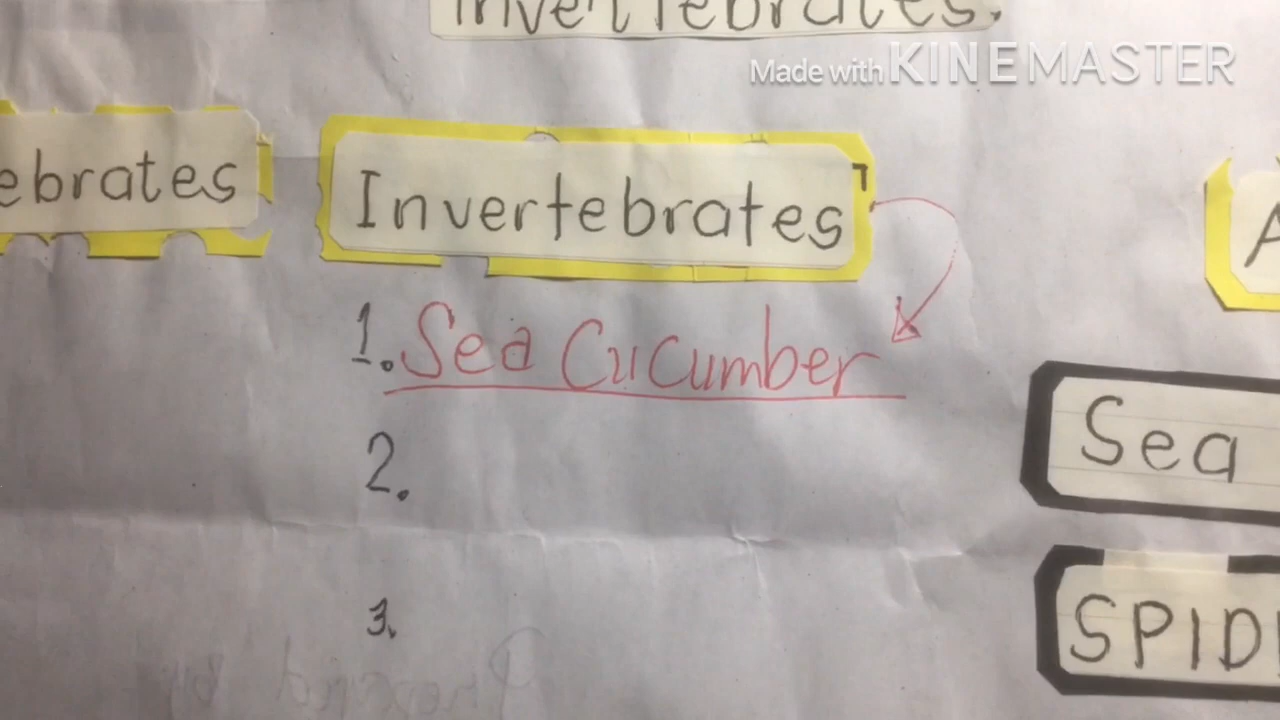 Invertebrates.
Made with KINEMASTER
ebrates
Invertebrates
1. Sea Cucumber
2.
Sea
3.
SPID